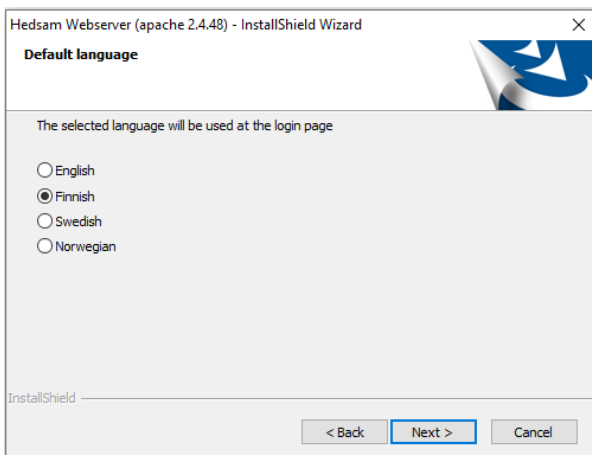 Hedsam Webserver (apache 2.4.48) - InstallShield Wizard
Default language
The selected language will be used at the login page
English
Finnish
Swedish
Norwegian
InstallShield
< Back
Next >
Cancel